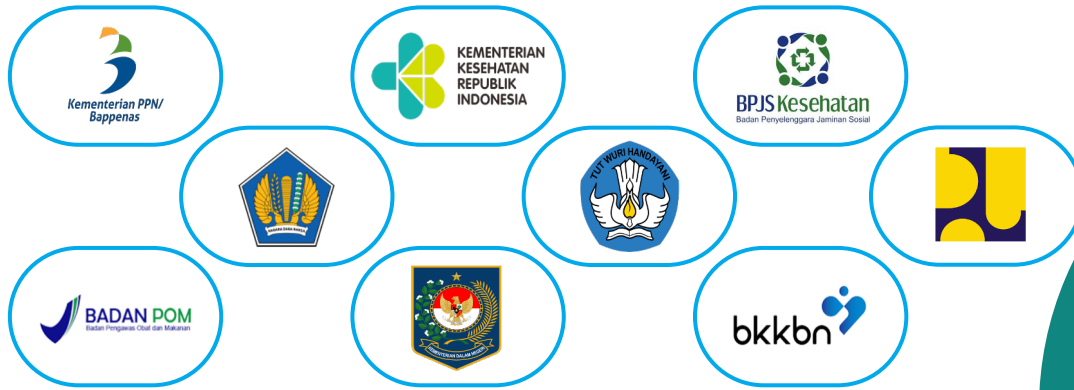 Kementerian PPN/
Bappenas
KEMENTERIAN
KESEHATAN
REPUBLIK
INDONESIA
BPJS Kesehatan
Badan Penyelenggara Jaminan Sosial
NAGARA DANA RAKCA
TUT WURI HANDAYANI
BADAN POM
Badan Pengawas Obat dan Makanan
KEMENTERIAN DALAM NEGERI
bkkbn